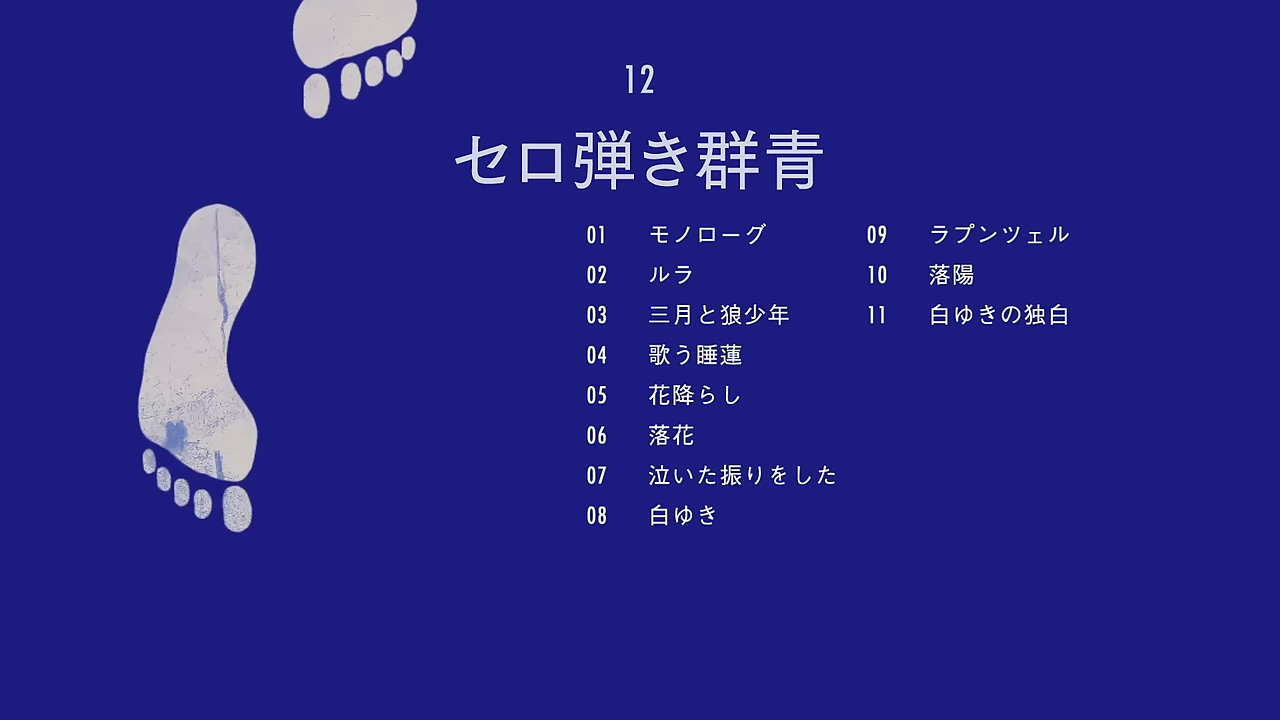 12
セロ弾き群青
01 モノローグ
02 ルラ
03 三月と狼少年
04 歌う睡蓮
05 花降らし
06 落花
07 泣いた振りをした
08 白ゆき
09 ラプンツェル
10 落陽
11 白ゆきの独白